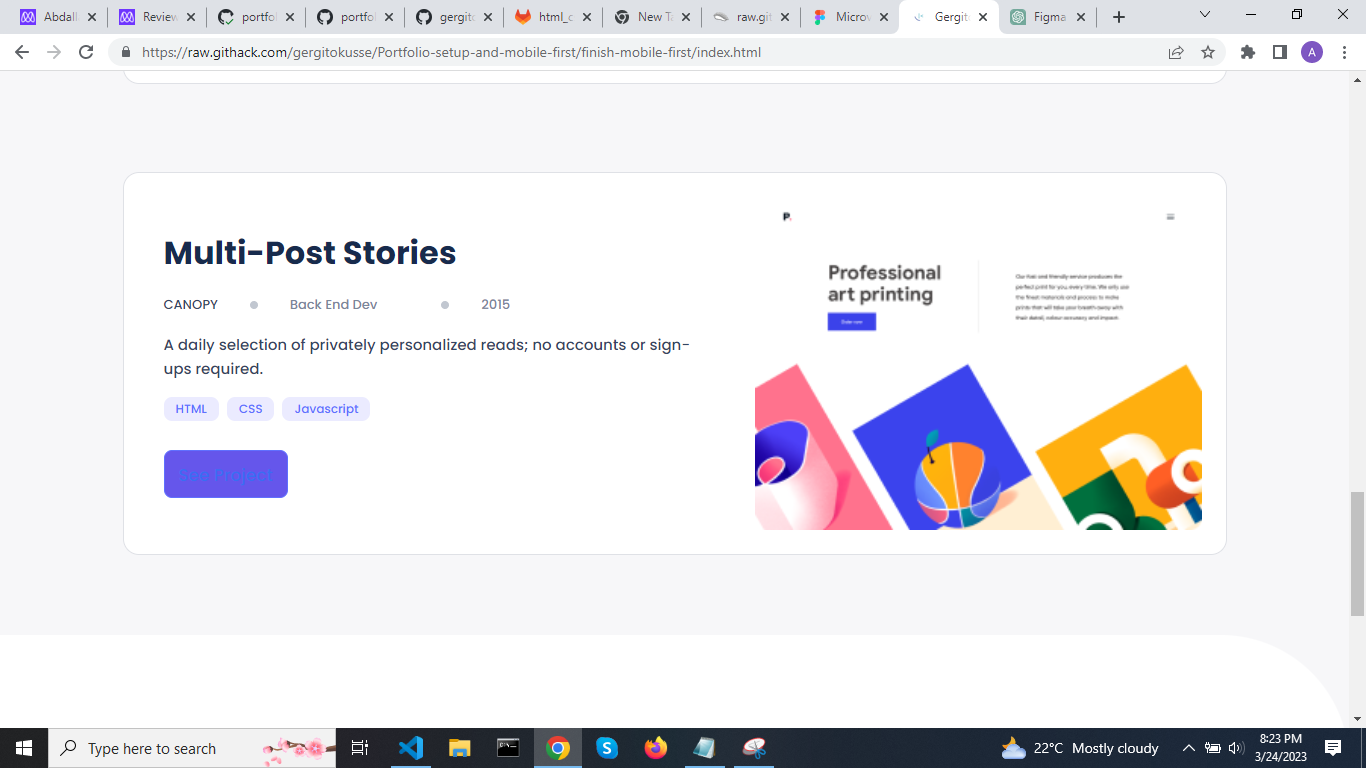 Abdall
Review
portfol
portfol
gergito
html_c
New Ta
raw.git
Microv
Gergit
Figma
https://raw.githack.com/gergitokusse/Portfolio-setup-and-mobile-first/finish-mobile-first/index.html
A
Multi-Post Stories
CANOPY
Back End Dev
2015
A daily selection of privately personalized reads; no accounts or sign-
ups required.
HTML
CSS
Javascript
See Project
P.
Professional
art printing
Our fast and friendly service produces the
perfect print for you, every time. We only use
the finest materials and process to make
prints that will take your breath away with
their detail, colour accuracy and impact.
Type here to search
22°C Mostly cloudy
8:23 PM
3/24/2023